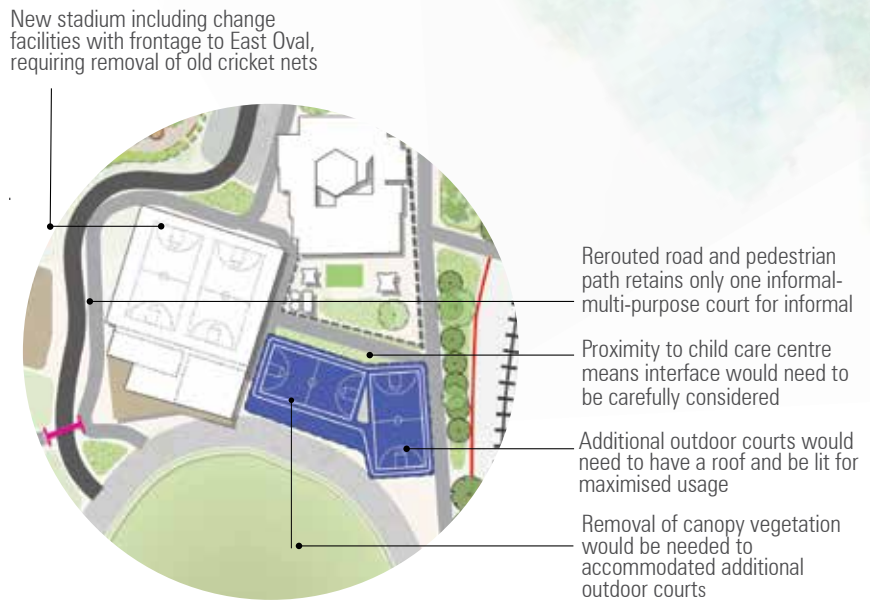 New stadium including change
facilities with frontage to East Oval,
requiring removal of old cricket nets
Rerouted road and pedestrian
path retains only one informal-
multi-purpose court for informal
Proximity to child care centre
means interface would need to
be carefully considered
Additional outdoor courts would
need to have a roof and be lit for
maximised usage
Removal of canopy vegetation
would be needed to
accommodated additional
outdoor courts